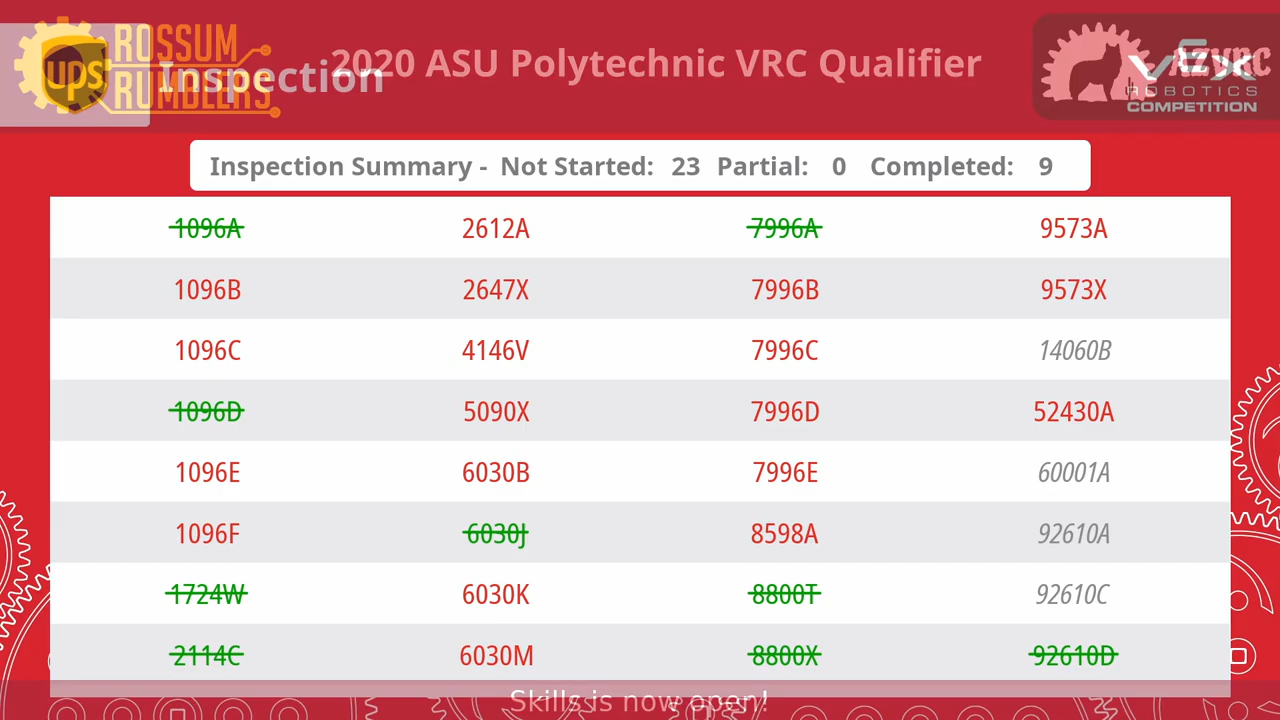 ROSSUM
RUMBLERS
ups
Inspection
2020 ASU Polytechnic VRC Qualifier
VEX
ROBOTICS
COMPETITION
Inspection Summary - Not Started: 23 Partial: 0 Completed: 9
1096A 2612A 7996A 9573A
1096B 2647X 7996B 9573X
1096C 4146V 7996C 14060B
1096D 5090X 7996D 52430A
1096E 6030B 7996E 60001A
1096F 6030J 8598A 92610A
1724W 6030K 8800T 92610C
2114C 6030M 8800X 92610D
Skills is now open!